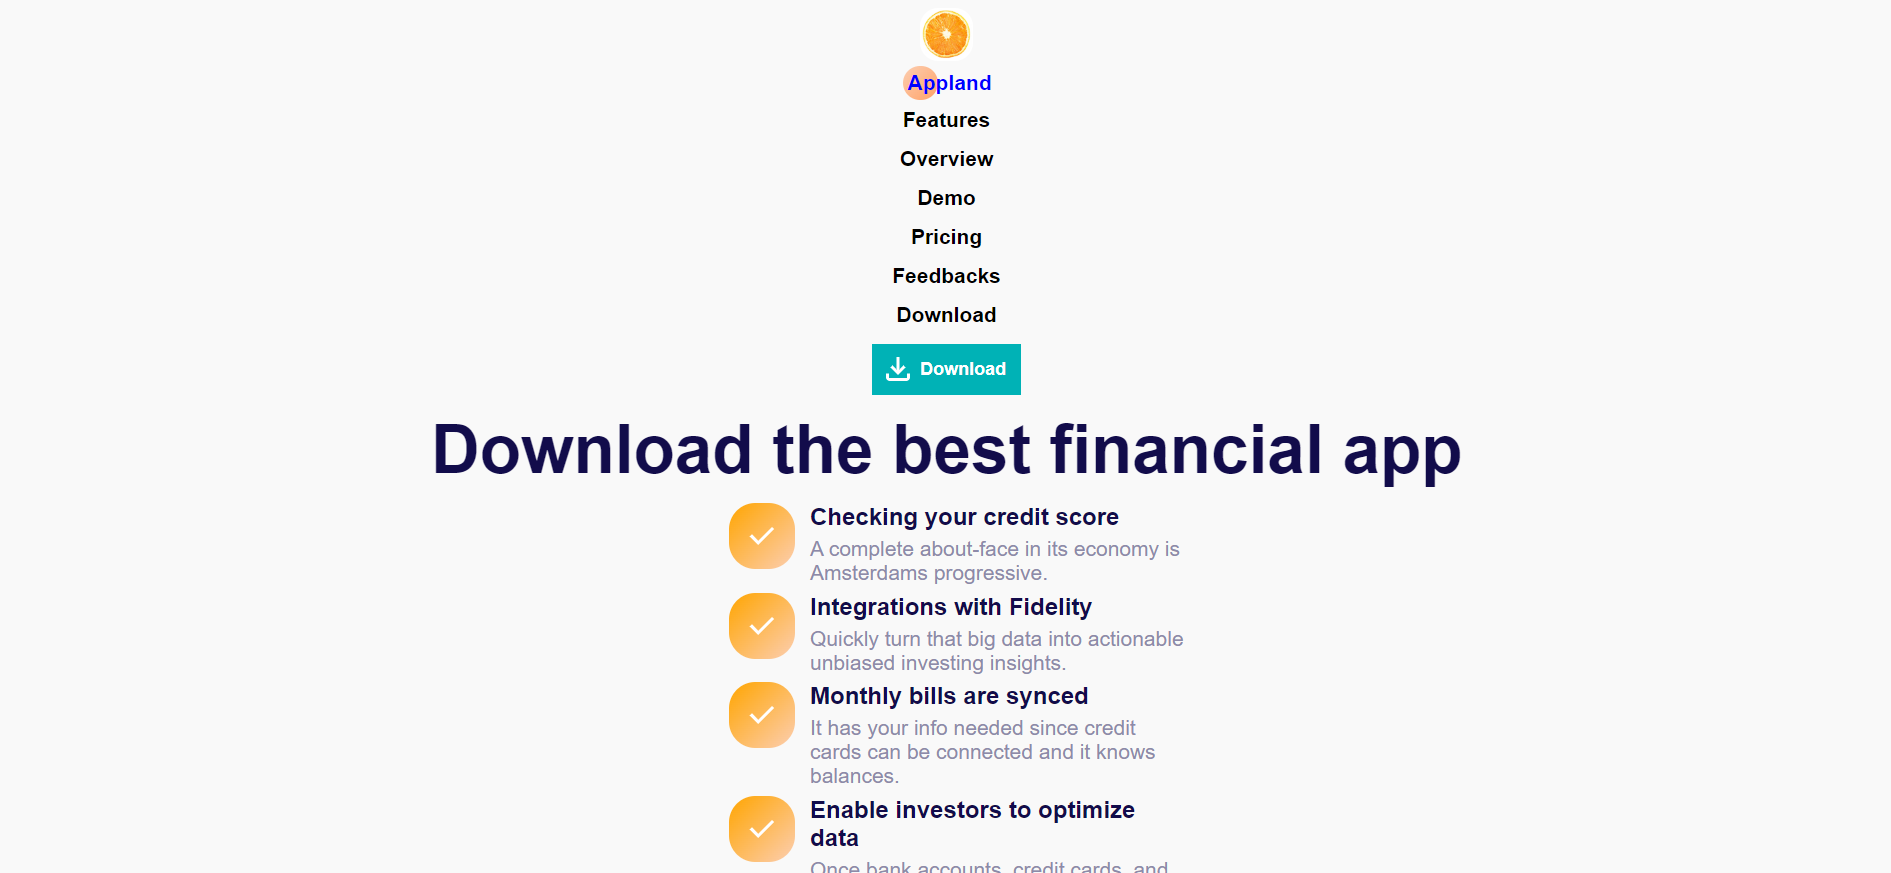 Appland
Features
Overview
Demo
Pricing
Feedbacks
Download
Download
Download the best financial app
Checking your credit score
A complete about-face in its economy is
Amsterdams progressive.
Integrations with Fidelity
Quickly turn that big data into actionable
unbiased investing insights.
Monthly bills are synced
It has your info needed since credit
cards can be connected and it knows
balances.
Enable investors to optimize
data
Once bank accounts, credit cards, and